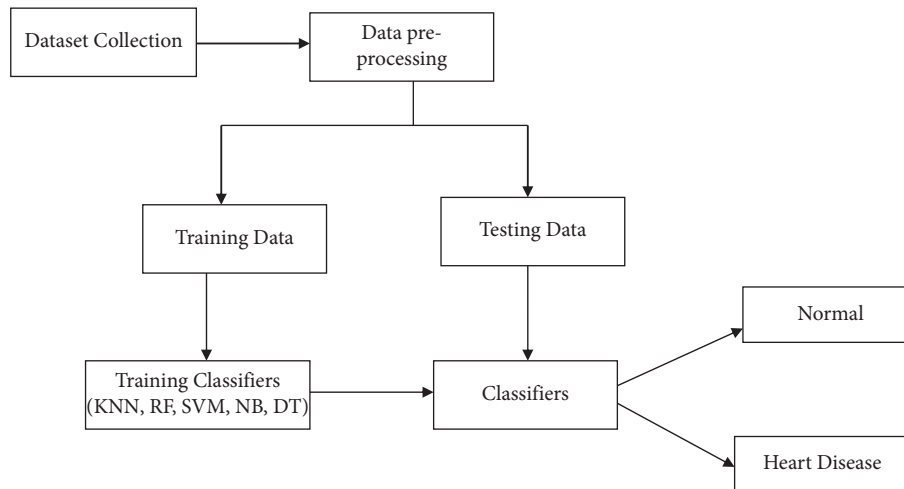 Dataset Collection
Data pre-
processing
Training Data
Testing Data
Normal
Training Classifiers
(KNN, RF, SVM, NB, DT)
Classifiers
Heart Disease